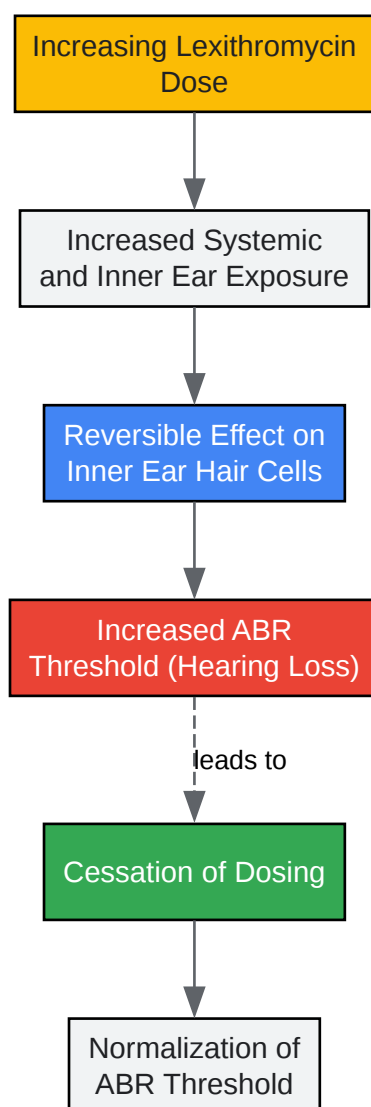 Increasing Lexithromycin
Dose
Increased Systemic
and Inner Ear Exposure
Reversible Effect on
Inner Ear Hair Cells
Increased ABR
Threshold (Hearing Loss)
leads to
Cessation of Dosing
Normalization of
ABR Threshold